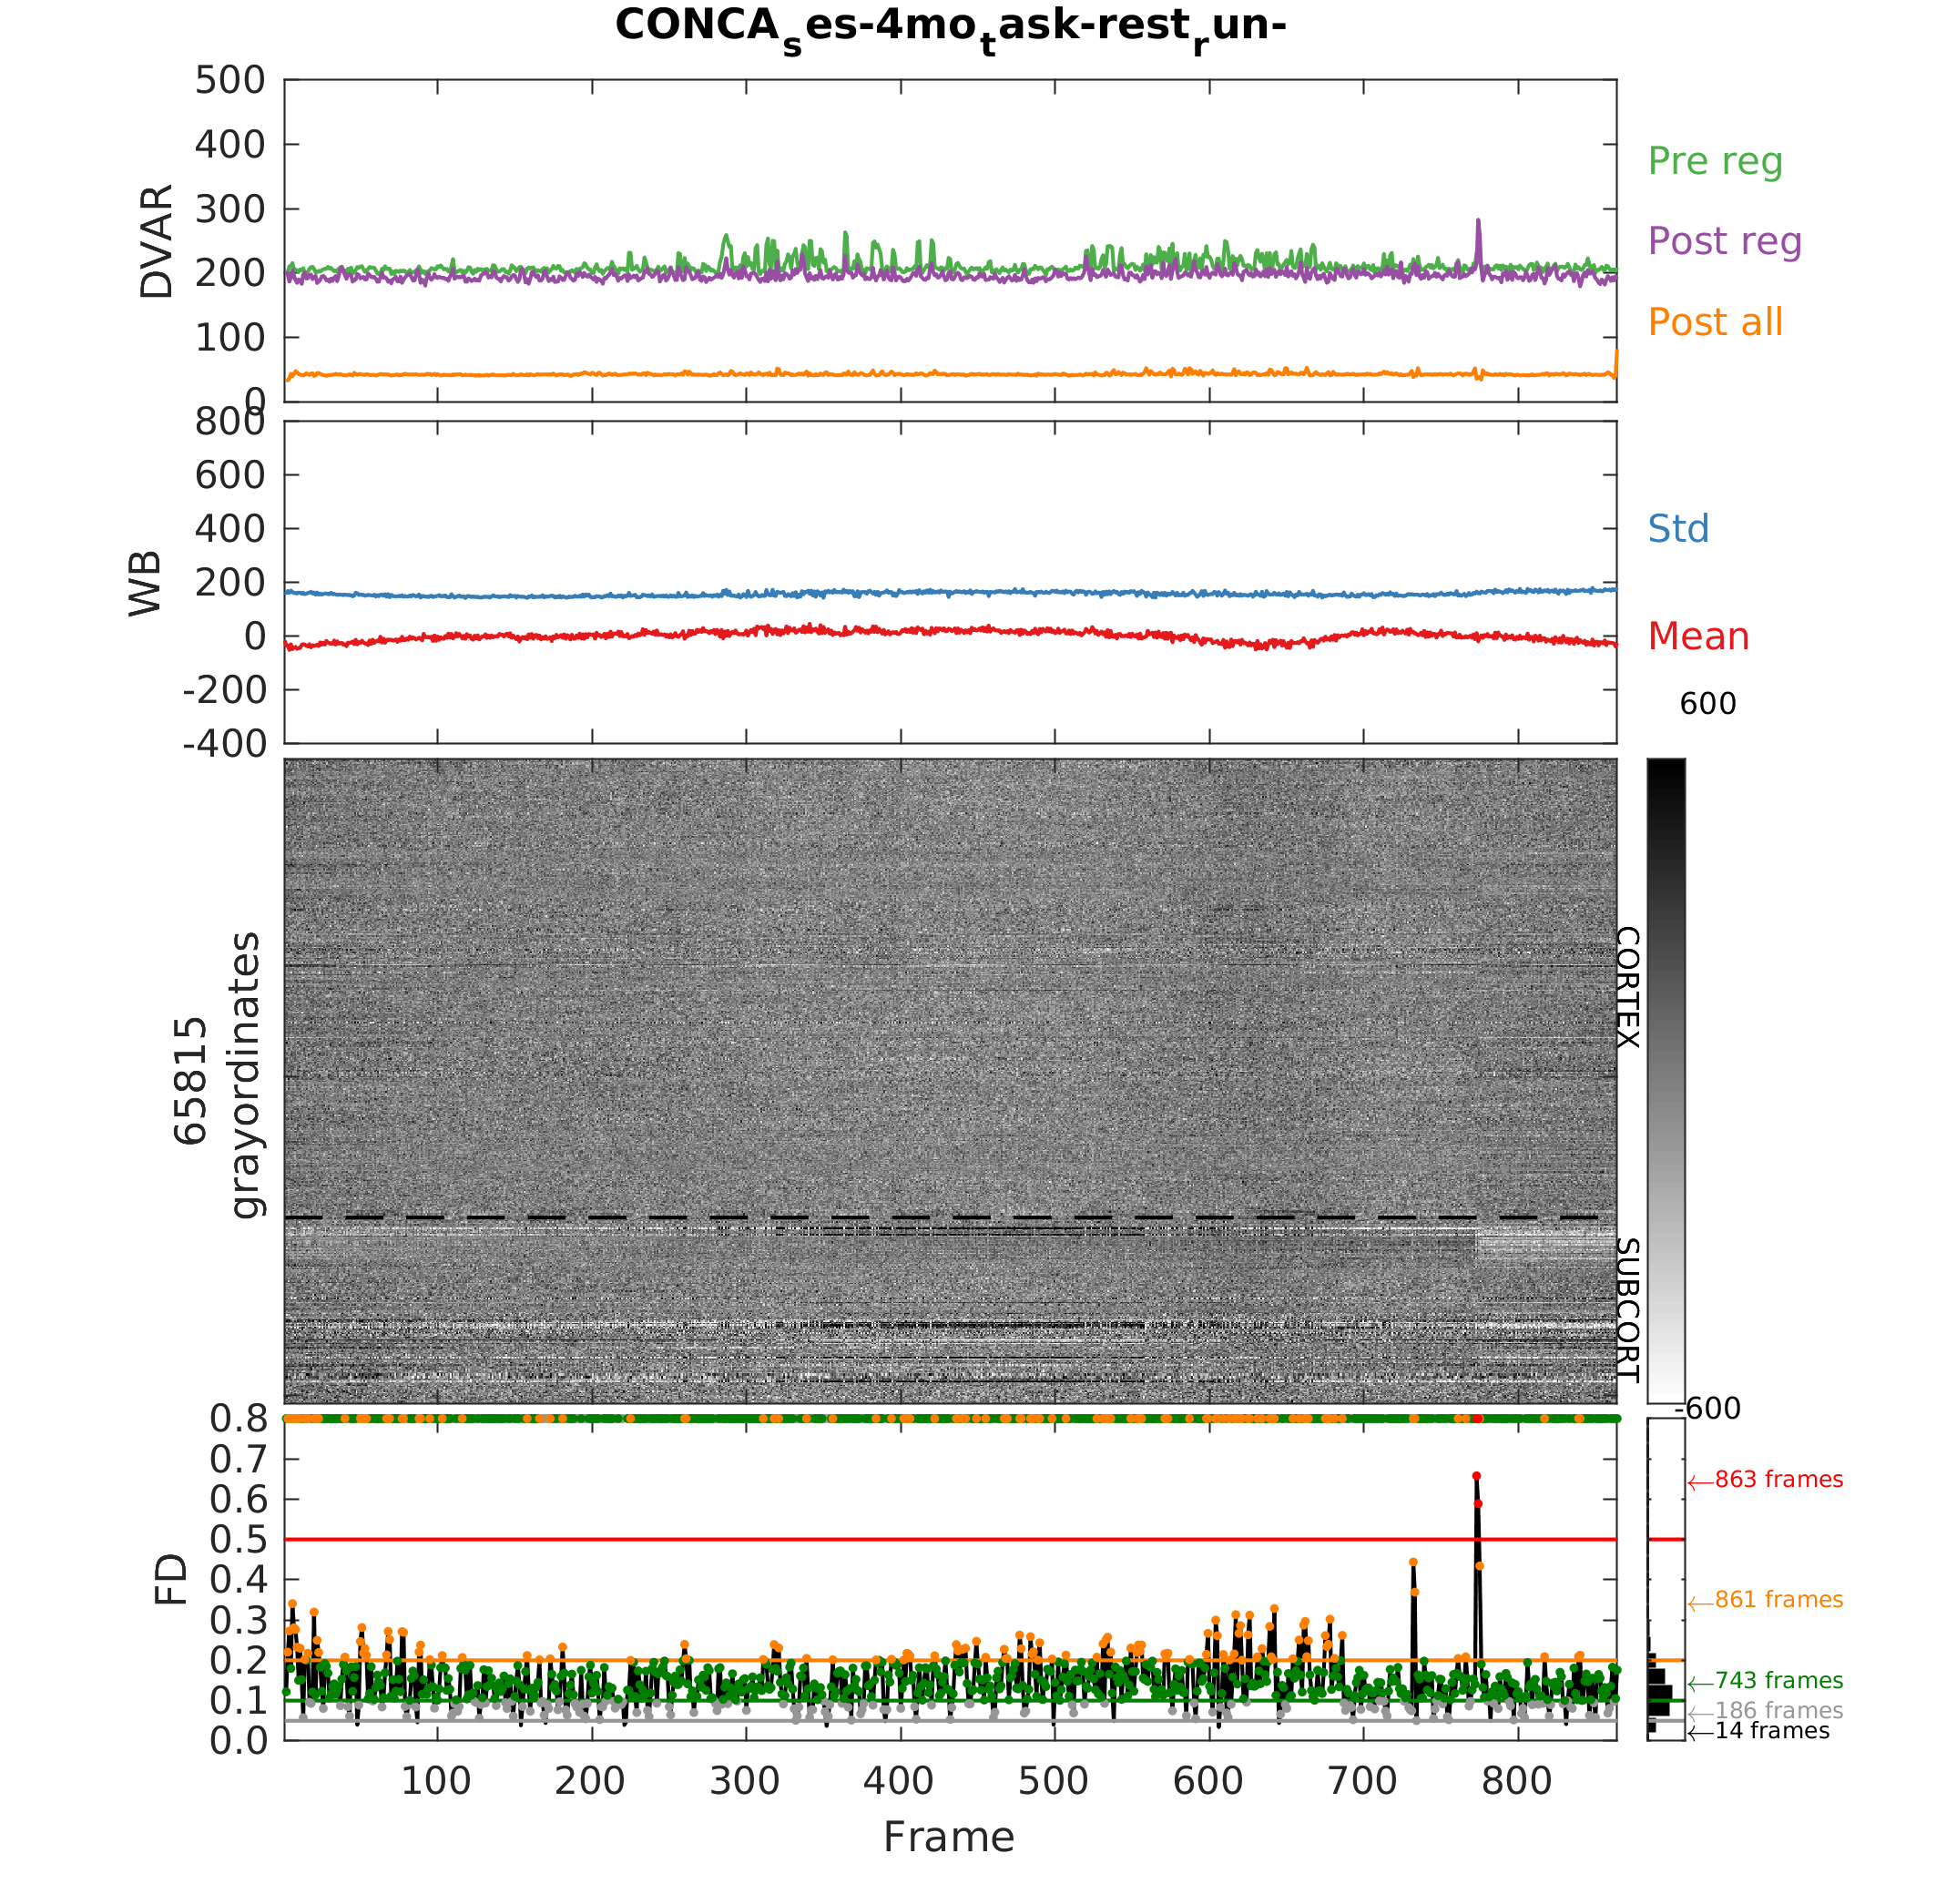 CONCAses-4motask-restrun-
500
400
300
200
100
0
DVAR
Pre reg
Post reg
Post all
800
600
400
200
0
-200
-400
WB
Std
Mean
600
65815
grayordinates
CORTEX
SUBCORT
-600
0.8
0.7
0.6
0.5
0.4
0.3
0.2
0.1
0.0
FD
←863 frames
←861 frames
←743 frames
←186 frames
←14 frames
100 200 300 400 500 600 700 800
Frame